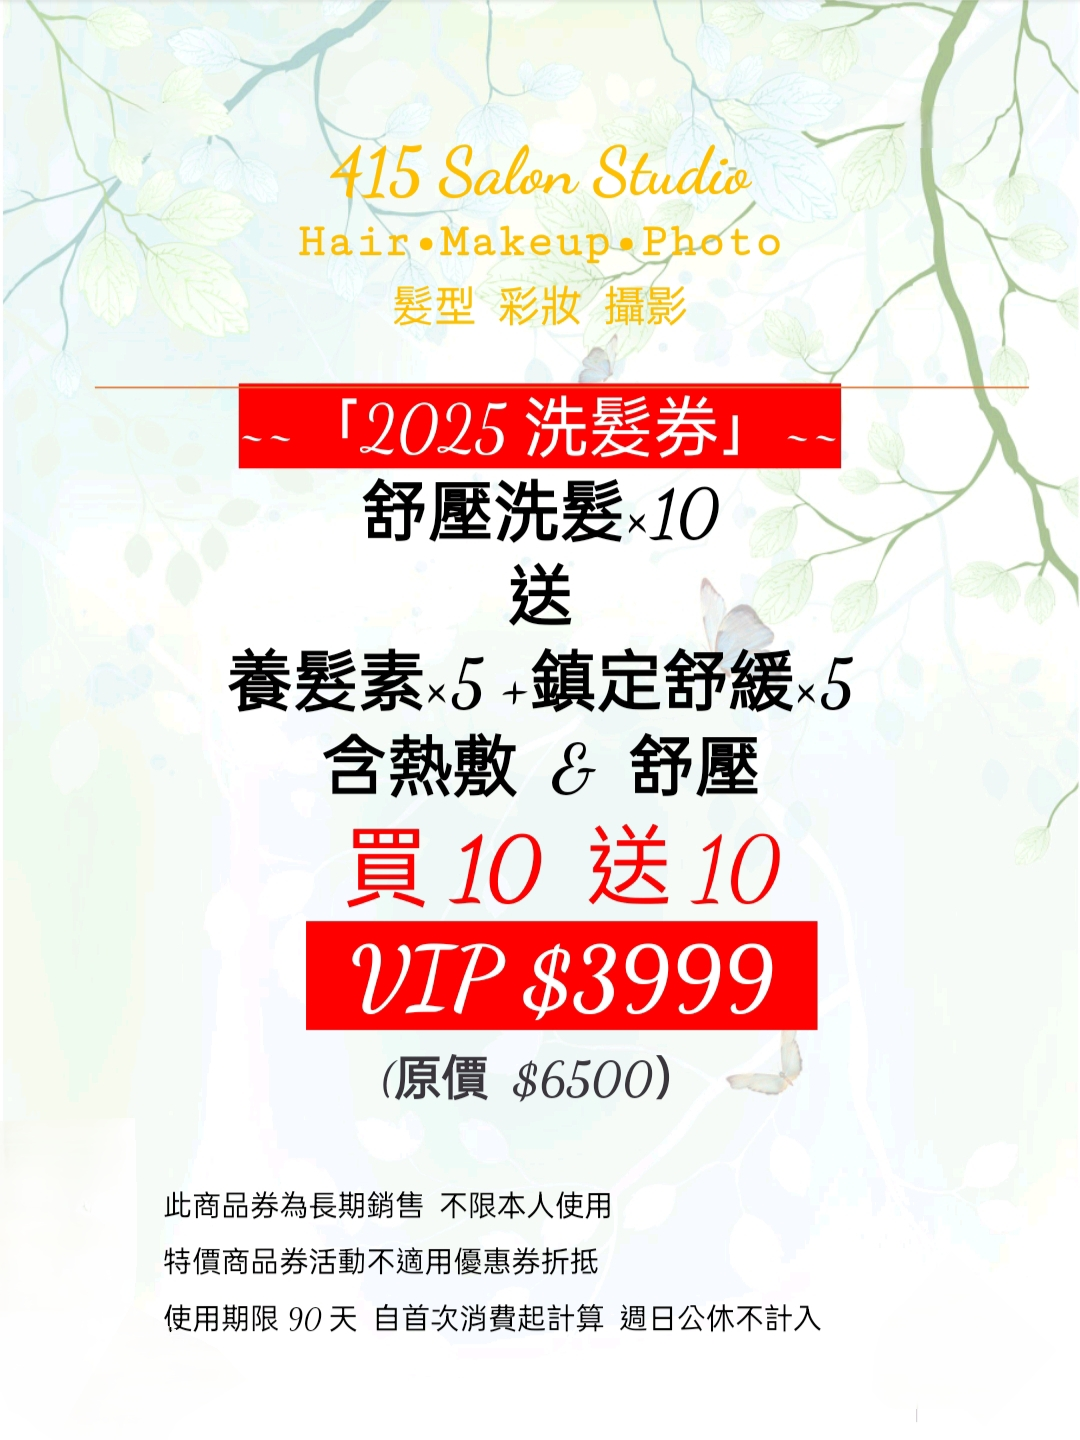 415 Salon Studio
Hair•Makeup•Photo
髮型 彩妝 攝影
~~ 「2025 洗髮券」 ~~
舒壓洗髮×10
送
養髮素×5 +鎮定舒緩×5
含熱敷 & 舒壓
買10 送10
VIP $3999
(原價 $6500)
此商品券為長期銷售 不限本人使用
特價商品券活動不適用優惠券折抵
使用期限 90 天 自首次消費起計算 週日公休不計入